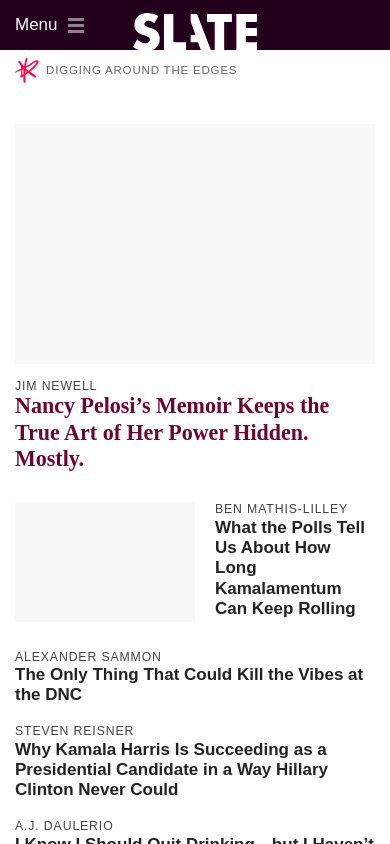 Menu
SLATE
DIGGING AROUND THE EDGES
JIM NEWELL
Nancy Pelosi’s Memoir Keeps the
True Art of Her Power Hidden.
Mostly.
BEN MATHIS-LILLEY
What the Polls Tell
Us About How
Long
Kamalamentum
Can Keep Rolling
ALEXANDER SAMMON
The Only Thing That Could Kill the Vibes at
the DNC
STEVEN REISNER
Why Kamala Harris Is Succeeding as a
Presidential Candidate in a Way Hillary
Clinton Never Could
A.J. DAULERIO
I Know I Should Quit Drinking—but I Haven’t